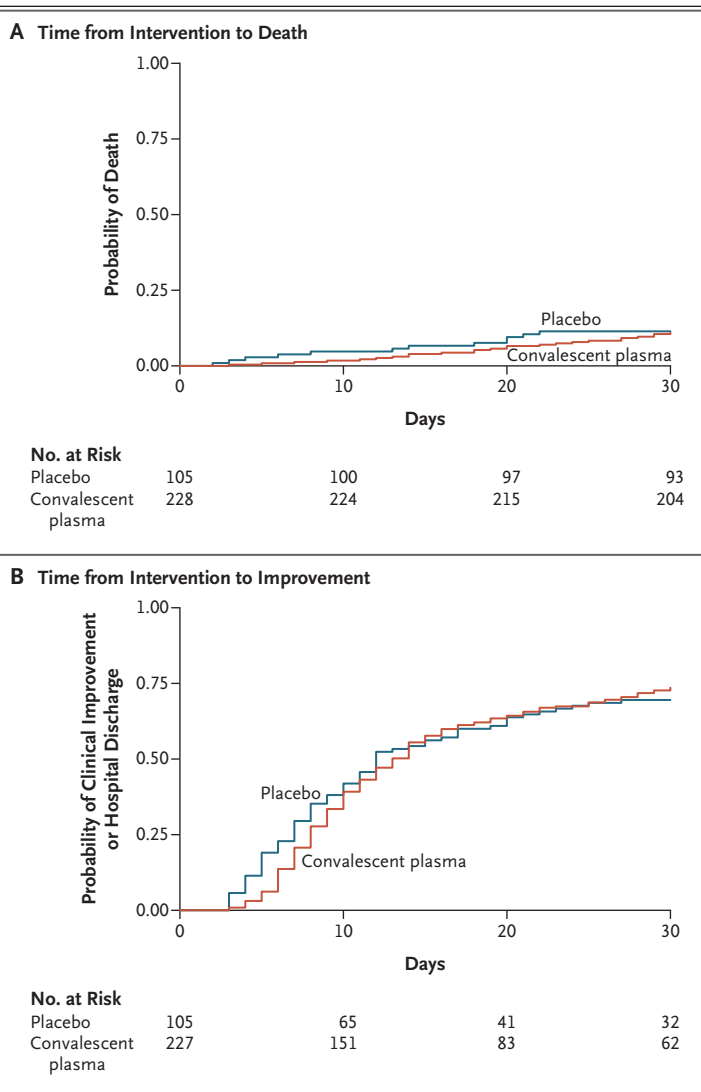 A Time from Intervention to Death
1.00
0.75
0.50
0.25
0.00
Probability of Death
Placebo
Convalescent plasma
0 10 20 30
Days
No. at Risk
Placebo 105 100 97 93
Convalescent 228 224 215 204
plasma
B Time from Intervention to Improvement
1.00
0.75
0.50
0.25
0.00
Probability of Clinical Improvement
or Hospital Discharge
Placebo
Convalescent plasma
0 10 20 30
Days
No. at Risk
Placebo 105 65 41 32
Convalescent 227 151 83 62
plasma